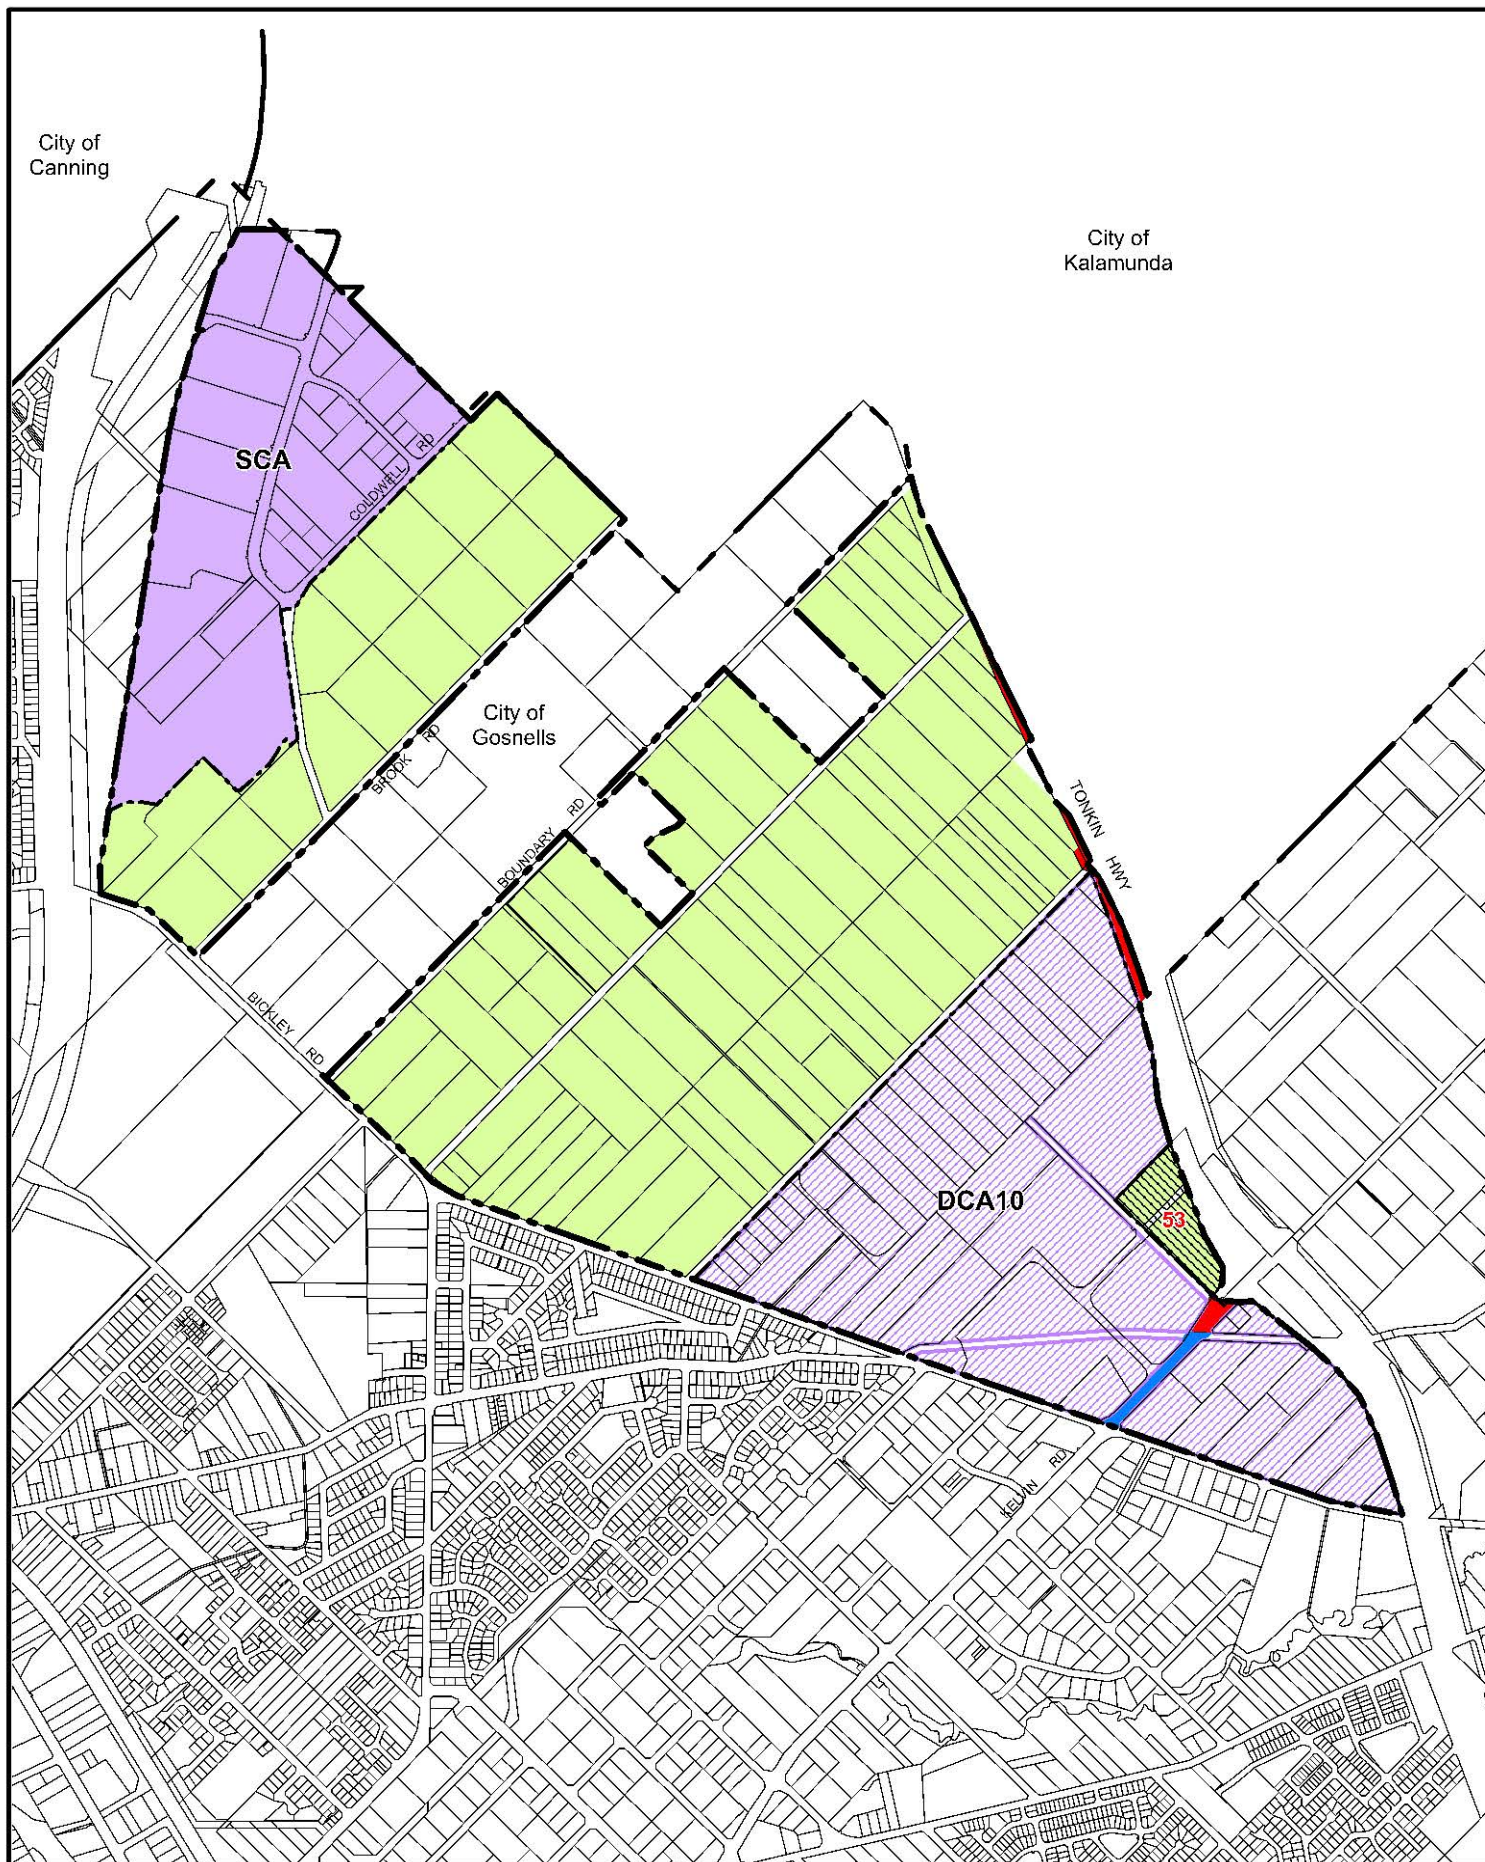 City of
Canning
City of
Kalamunda
SCA
COLDWELL RD
City of
Gosnells
BROOK RD
TONKIN HWY
BOUNDARY RD
BICKLEY RD
DCA10
53
KELVIN RD